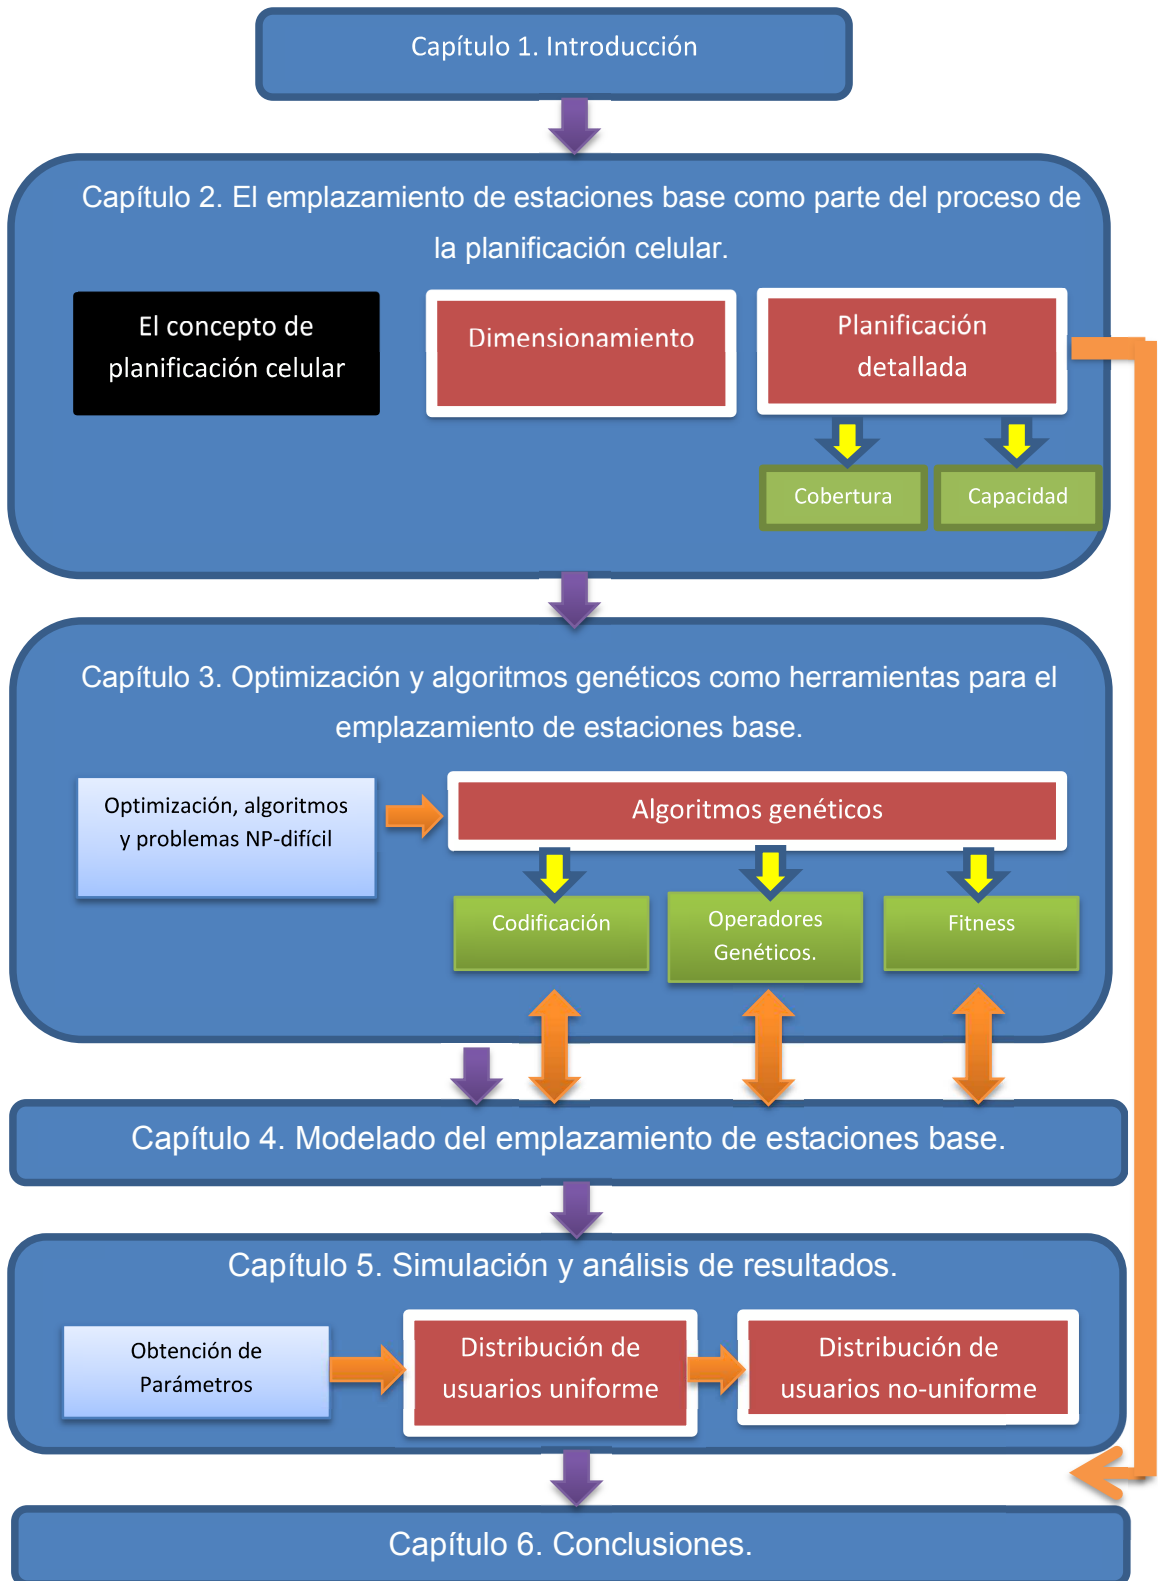 Capítulo 1. Introducción
Capítulo 2. El emplazamiento de estaciones base como parte del proceso de
la planificación celular.
El concepto de
planificación celular
Dimensionamiento
Planificación
detallada
Cobertura
Capacidad
Capítulo 3. Optimización y algoritmos genéticos como herramientas para el
emplazamiento de estaciones base.
Optimización, algoritmos
y problemas NP-difícil
Algoritmos genéticos
Codificación
Operadores
Genéticos.
Fitness
Capítulo 4. Modelado del emplazamiento de estaciones base.
Capítulo 5. Simulación y análisis de resultados.
Obtención de
Parámetros
Distribución de
usuarios uniforme
Distribución de
usuarios no-uniforme
Capítulo 6. Conclusiones.